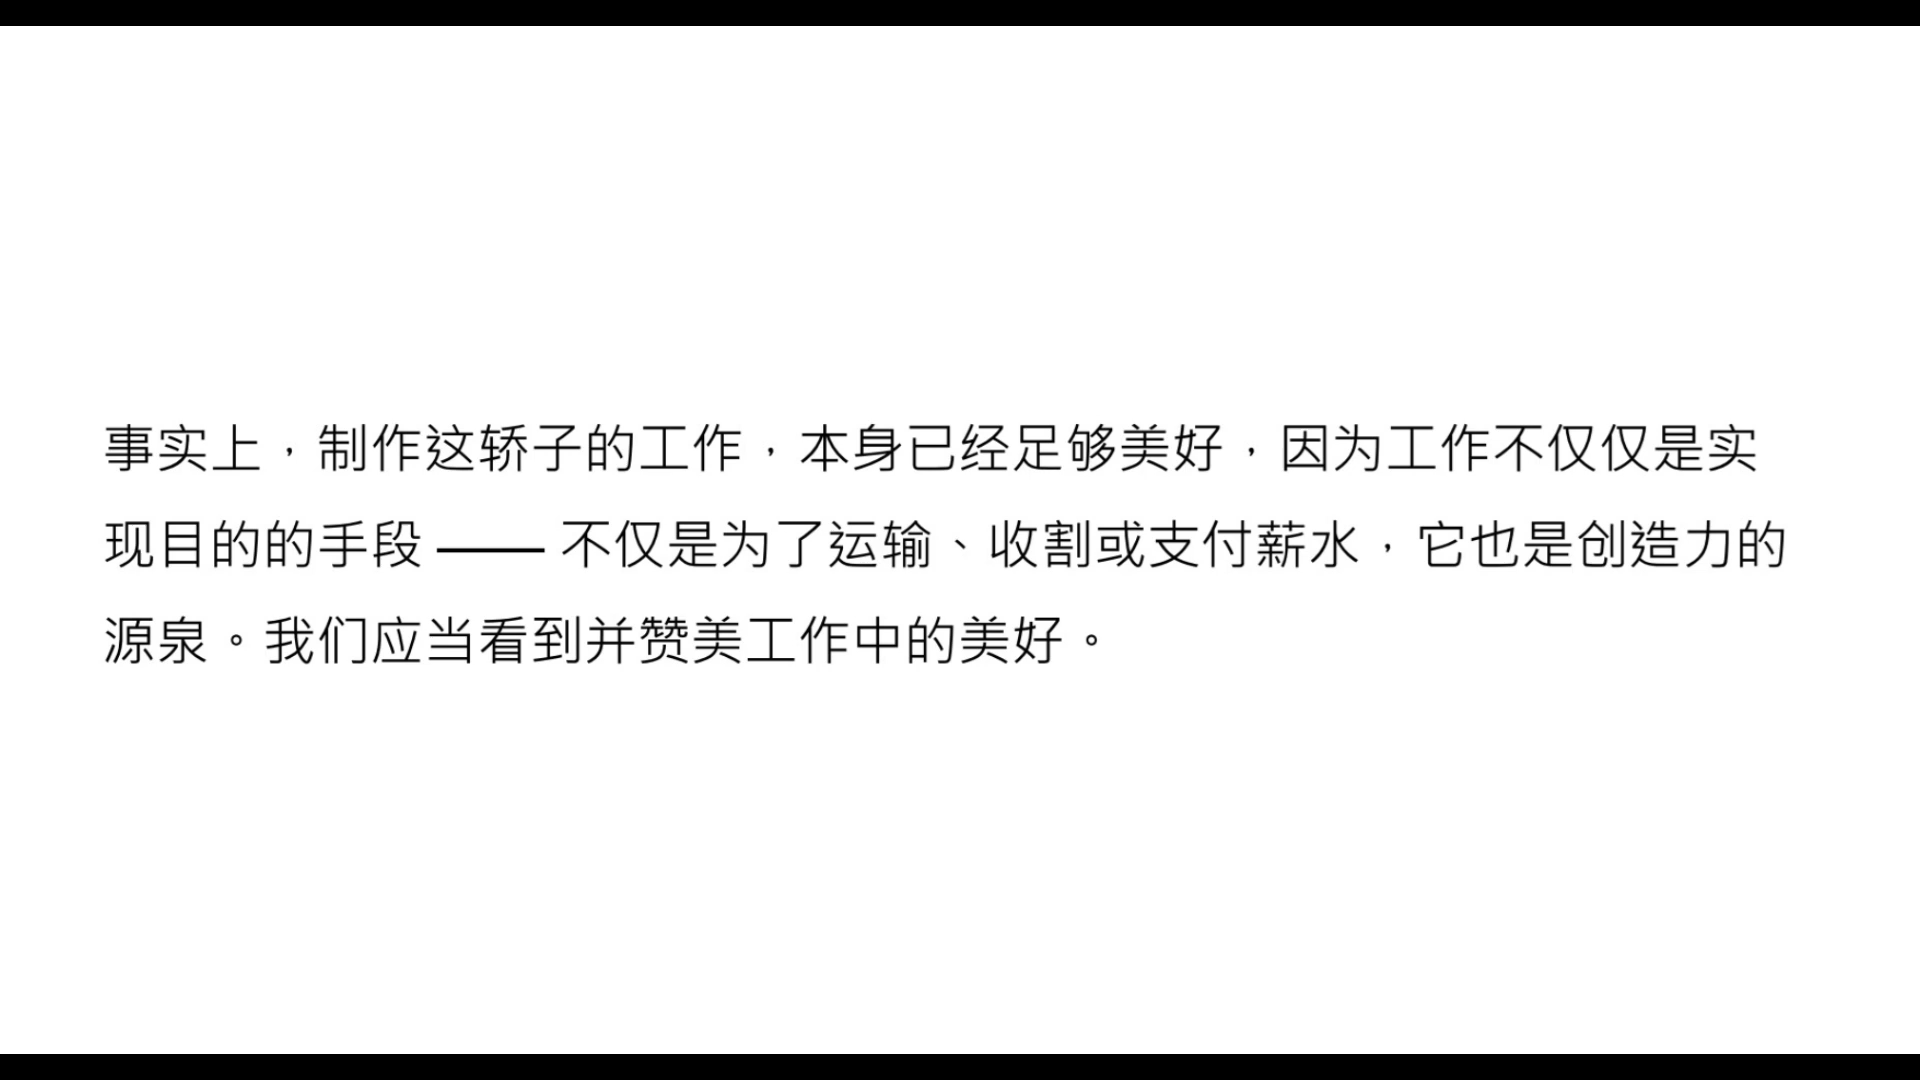 事实上，制作这轿子的工作，本身已经足够美好，因为工作不仅仅是实
现目的的手段 —— 不仅是为了运输、收割或支付薪水，它也是创造力的
源泉。我们应当看到并赞美工作中的美好。